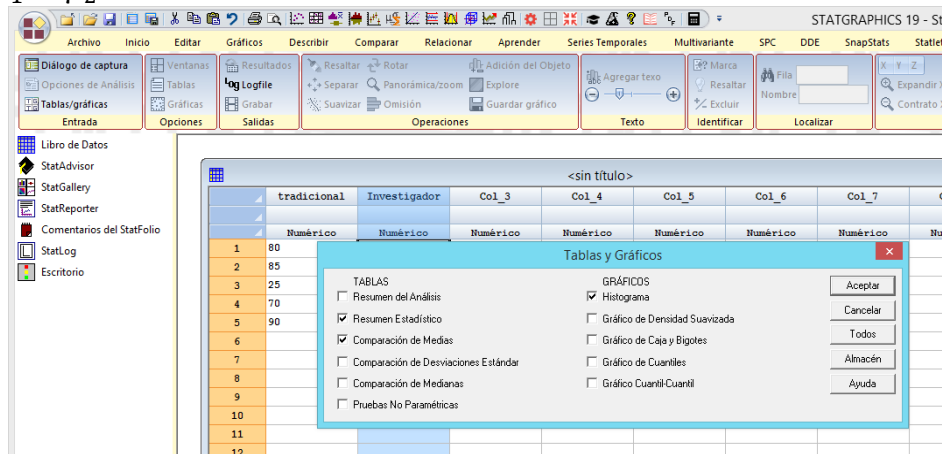 STATGRAPHICS 19 - St
Archivo Inicio Editar Gráficos Describir Comparar Relacionar Aprender Series Temporales Multivariante SPC DDE SnapStats Statlet
Diálogo de captura Ventanas Resultados Resaltar Rotar Adición del Objeto Agregar texo Marca Fila X Y Z
Opciones de Análisis Tablas Log Logfile Separar Panorámica/zoom Explore Resaltar Nombre Expandir X
Tablas/gráficas Gráficas Grabar Suavizar Omisión Guardar gráfico Excluir Contrato
Entrada Opciones Salidas Operaciones Texto Identificar Localizar
Libro de Datos
StatAdvisor
StatGallery
StatReporter
Comentarios del StatFolio
StatLog
Escritorio
<sin título>
tradicional Investigador Col_3 Col_4 Col_5 Col_6 Col_7
Numérico Numérico Numérico Numérico Numérico Numérico Numérico Nu
1 80
2 85
3 25
4 70
5 90
6
7
8
9
10
11
12
Tablas y Gráficos
TABLAS
Resumen del Análisis
Resumen Estadístico
Comparación de Medias
Comparación de Desviaciones Estándar
Comparación de Medianas
Pruebas No Paramétricas
GRÁFICOS
Histograma
Gráfico de Densidad Suavizada
Gráfico de Caja y Bigotes
Gráfico de Cuantiles
Gráfico Cuantil-Cuantil
Aceptar
Cancelar
Todos
Almacén
Ayuda